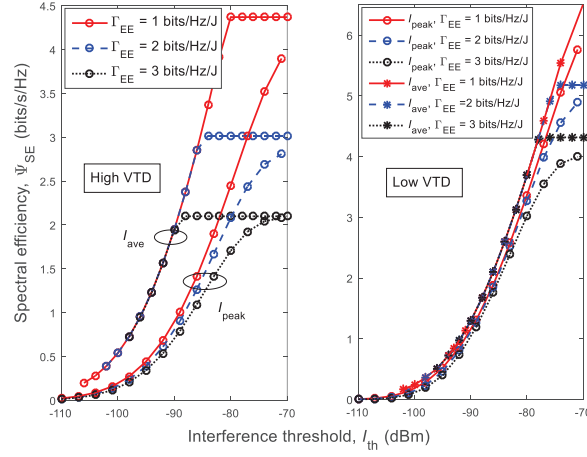 Γ_EE = 1 bits/Hz/J
Γ_EE = 2 bits/Hz/J
Γ_EE = 3 bits/Hz/J
High VTD
I_ave
I_peak
Spectral efficiency, Ψ_SE (bits/s/Hz)
4.5
4
3.5
3
2.5
2
1.5
1
0.5
0
-110 -100 -90 -80 -70
I_peak, Γ_EE = 1 bits/Hz/J
I_peak, Γ_EE = 2 bits/Hz/J
I_peak, Γ_EE = 3 bits/Hz/J
I_ave, Γ_EE = 1 bits/Hz/J
I_ave, Γ_EE =2 bits/Hz/J
I_ave, Γ_EE = 3 bits/Hz/J
Low VTD
6
5
4
3
2
1
0
-110 -100 -90 -80 -70
Interference threshold, I_th (dBm)